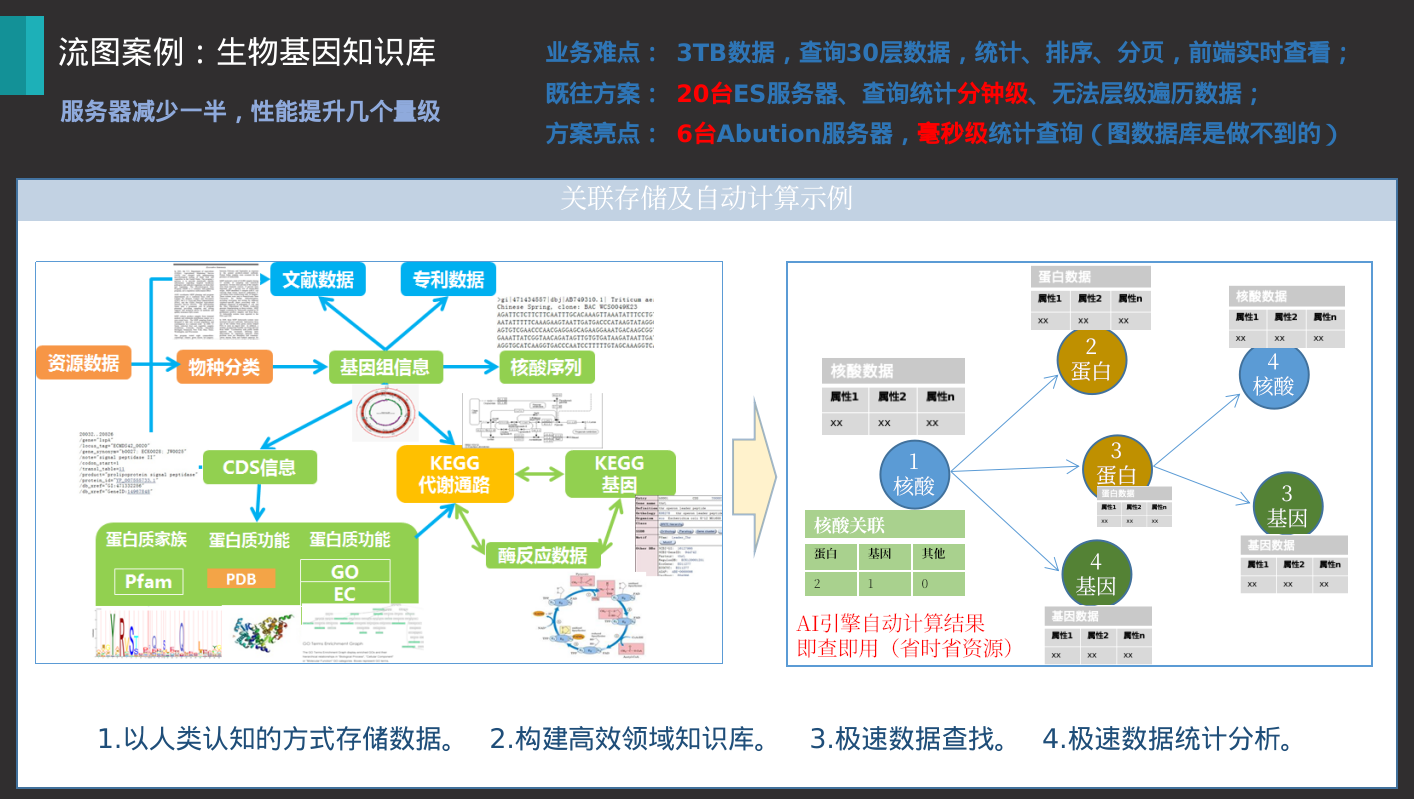 流图案例：生物基因知识库
服务器减少一半，性能提升几个量级
业务难点： 3TB数据，查询30层数据，统计、排序、分页，前端实时查看；
既往方案： 20台ES服务器、查询统计分钟级、无法层级遍历数据；
方案亮点： 6台Abution服务器，毫秒级统计查询（图数据库是做不到的）
关联存储及自动计算示例
文献数据
专利数据
>gi|471434887|dbj|AB749310.1| Triticum ae
Chinese Spring, clone: BAC WCS0049K23
资源数据
物种分类
基因组信息
核酸序列
CDS信息
KEGG
代谢通路
KEGG
基因
酶反应数据
蛋白质家族
蛋白质功能
蛋白质功能
Pfam
PDB
GO
EC
蛋白数据
属性1 属性2 属性n
xx xx xx
2
蛋白
核酸数据
属性1 属性2 属性n
xx xx xx
4
核酸
核酸数据
属性1 属性2 属性n
xx xx xx
1
核酸
3
蛋白
蛋白数据
属性1 属性2 属性n
xx xx xx
3
基因
基因数据
属性1 属性2 属性n
xx xx xx
核酸关联
蛋白 基因 其他
2 1 0
4
基因
基因数据
属性1 属性2 属性n
xx xx xx
AI引擎自动计算结果
即查即用（省时省资源）
1.以人类认知的方式存储数据。 2.构建高效领域知识库。 3.极速数据查找。 4.极速数据统计分析。